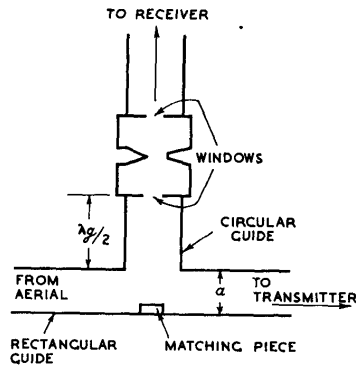 TO RECEIVER
WINDOWS
λg/2
CIRCULAR
GUIDE
FROM
AERIAL
a
TO
TRANSMITTER
RECTANGULAR
GUIDE
MATCHING PIECE